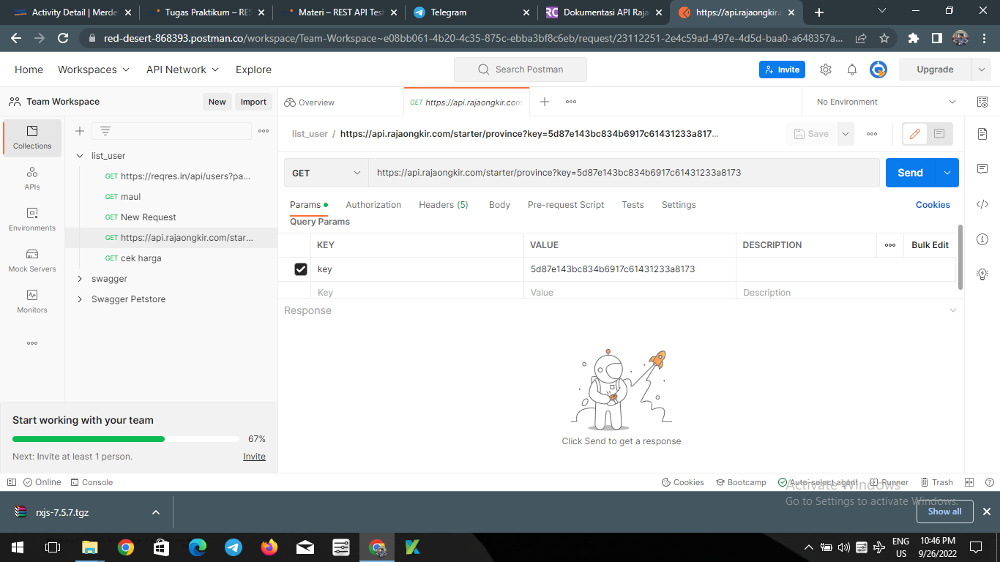 Activity Detail | Merde
Tugas Praktikum – RES
Materi – REST API Test
Telegram
Dokumentasi API Raja
https://api.rajaongkir.c
red-desert-868393.postman.co/workspace/Team-Workspace~e08bb061-4b20-4c35-875c-ebba3bf8c6eb/request/23112251-2e4c59ad-497e-4d5d-baa0-a648357a...
Home
Workspaces
API Network
Explore
Search Postman
Invite
Upgrade
Team Workspace
New
Import
Overview
GET https://api.rajaongkir.com
No Environment
Collections
APIs
Environments
Mock Servers
Monitors
list_user
GET https://reqres.in/api/users?pa...
GET maul
GET New Request
GET https://api.rajaongkir.com/star...
GET cek harga
swagger
Swagger Petstore
list_user / https://api.rajaongkir.com/starter/province?key=5d87e143bc834b6917c61431233a817...
Save
GET
https://api.rajaongkir.com/starter/province?key=5d87e143bc834b6917c61431233a8173
Send
Params
Authorization
Headers (5)
Body
Pre-request Script
Tests
Settings
Cookies
Query Params
KEY
VALUE
DESCRIPTION
Bulk Edit
key
5d87e143bc834b6917c61431233a8173
Key
Value
Description
Response
Click Send to get a response
Start working with your team
67%
Next: Invite at least 1 person.
Invite
Online
Console
Cookies
Bootcamp
Auto-select agent
Runner
Trash
Activate Windows
Go to Settings to activate Windows.
rxjs-7.5.7.tgz
Show all
ENG
US
10:46 PM
9/26/2022